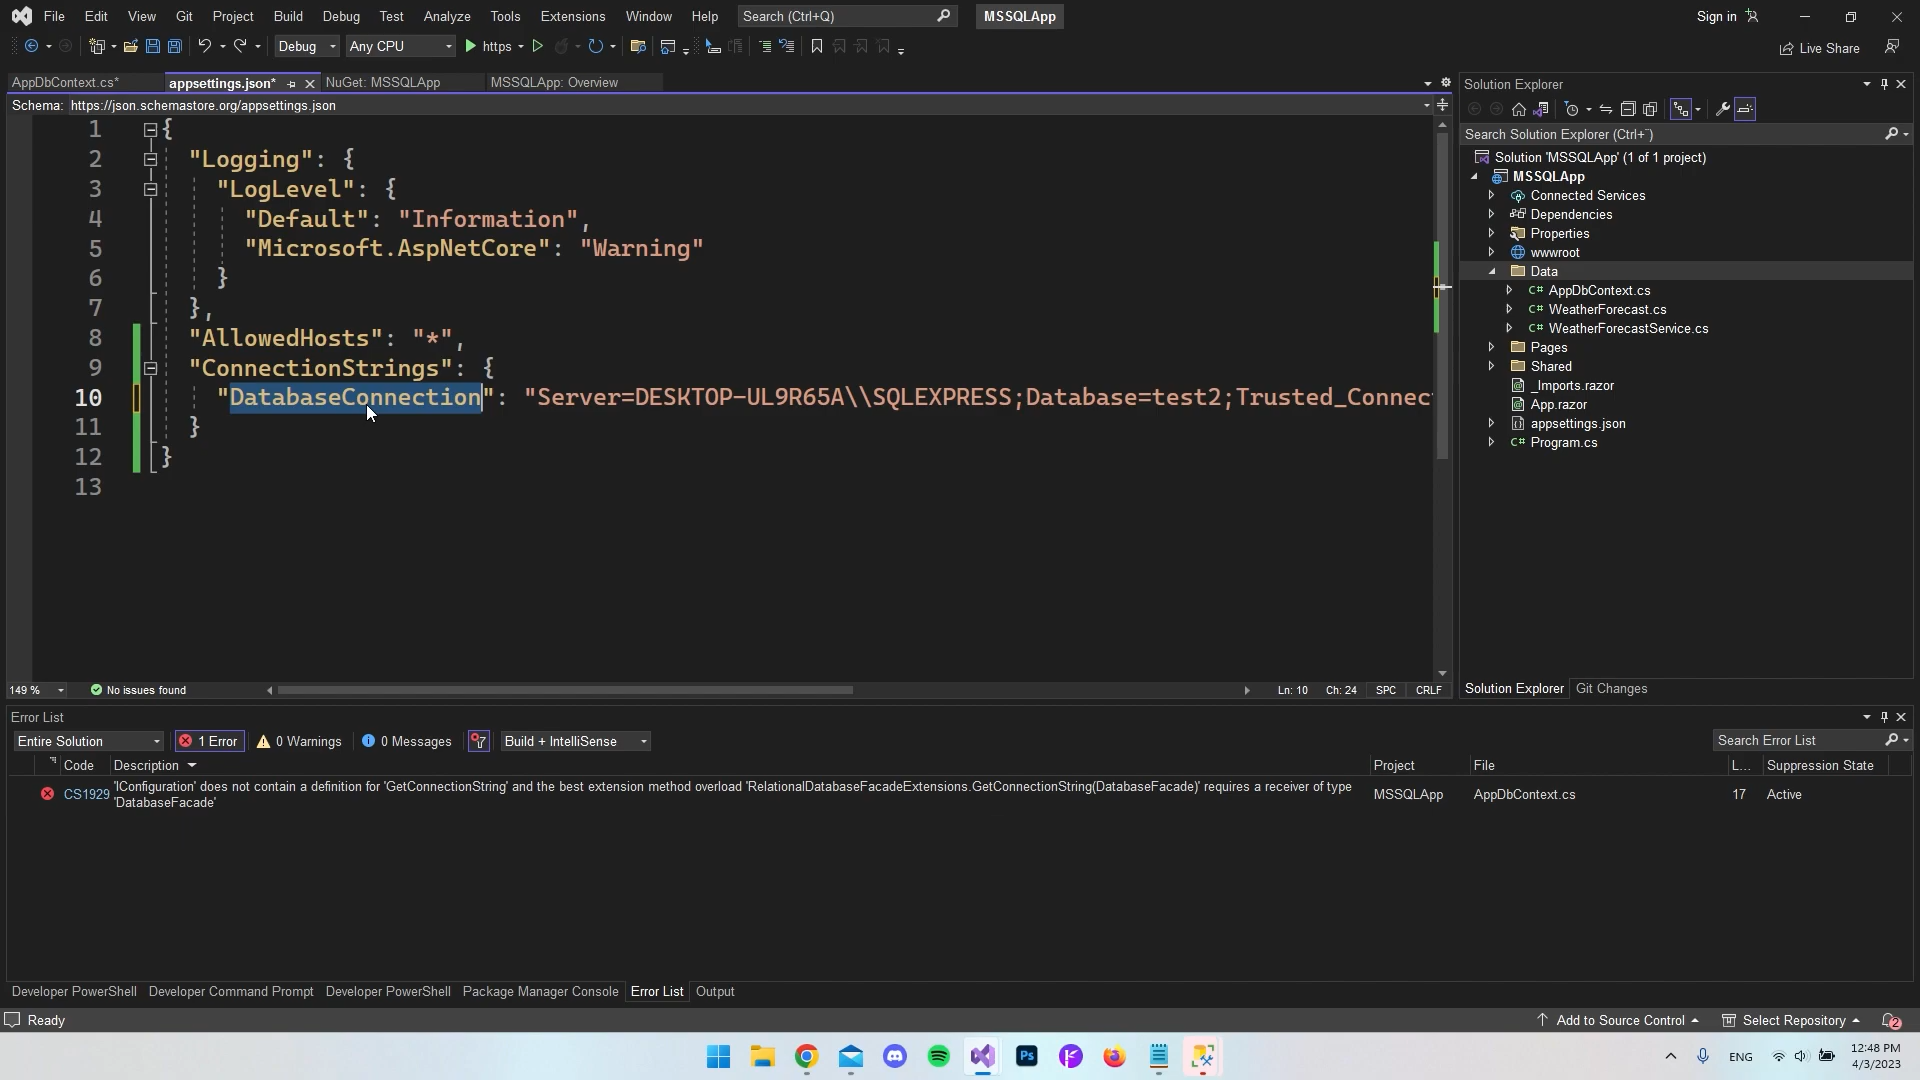 File Edit View Git Project Build Debug Test Analyze Tools Extensions Window Help Search (Ctrl+Q) MSSQLApp Sign in
Debug Any CPU https Live Share
AppDbContext.cs* appsettings.json* NuGet: MSSQLApp MSSQLApp: Overview
Schema: https://json.schemastore.org/appsettings.json
1 {
2 "Logging": {
3 "LogLevel": {
4 "Default": "Information",
5 "Microsoft.AspNetCore": "Warning"
6 }
7 },
8 "AllowedHosts": "*",
9 "ConnectionStrings": {
10 "DatabaseConnection": "Server=DESKTOP-UL9R65A\\SQLEXPRESS;Database=test2;Trusted_Connec
11 }
12 }
13
149 % No issues found Ln: 10 Ch: 24 SPC CRLF
Solution Explorer
Search Solution Explorer (Ctrl+¨)
Solution 'MSSQLApp' (1 of 1 project)
MSSQLApp
Connected Services
Dependencies
Properties
wwwroot
Data
C# AppDbContext.cs
C# WeatherForecast.cs
C# WeatherForecastService.cs
Pages
Shared
_Imports.razor
App.razor
appsettings.json
C# Program.cs
Solution Explorer Git Changes
Error List
Entire Solution 1 Error 0 Warnings 0 Messages Build + IntelliSense Search Error List
Code Description Project File L... Suppression State
CS1929 'IConfiguration' does not contain a definition for 'GetConnectionString' and the best extension method overload 'RelationalDatabaseFacadeExtensions.GetConnectionString(DatabaseFacade)' requires a receiver of type
'DatabaseFacade' MSSQLApp AppDbContext.cs 17 Active
Developer PowerShell Developer Command Prompt Developer PowerShell Package Manager Console Error List Output
Ready Add to Source Control Select Repository 2
Ps ENG 12:48 PM
4/3/2023